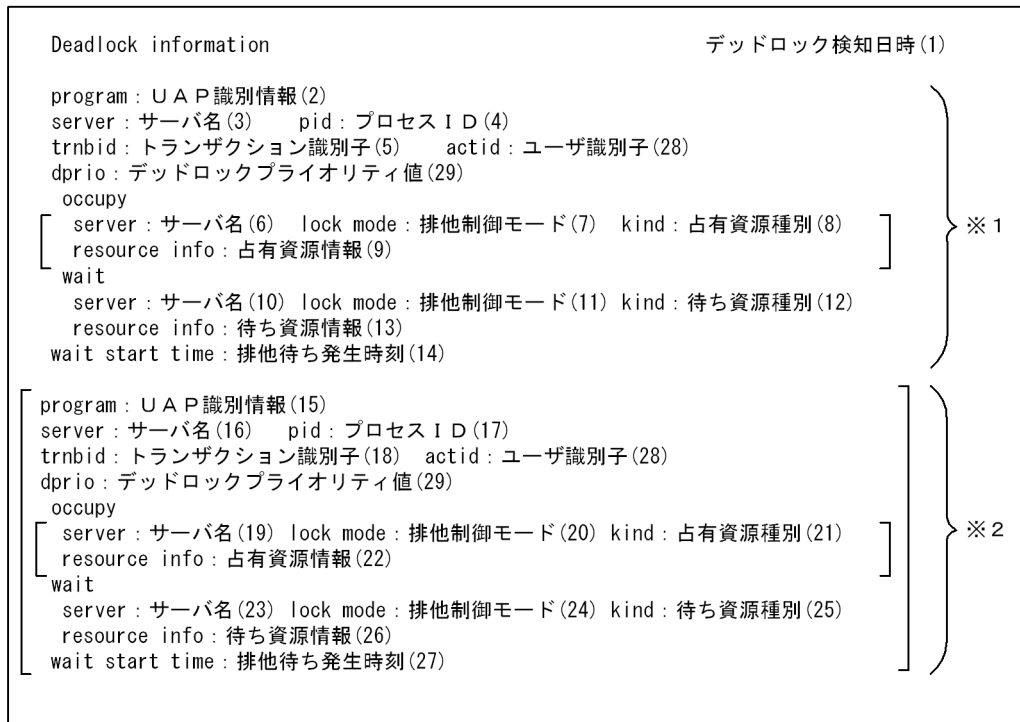 Deadlock information デッドロック検知日時(1)
program：ＵＡＰ識別情報(2)
server：サーバ名(3) pid：プロセスＩＤ(4)
trnbid：トランザクション識別子(5) actid：ユーザ識別子(28)
dprio：デッドロックプライオリティ値(29)
occupy
server：サーバ名(6) lock mode：排他制御モード(7) kind：占有資源種別(8)
resource info：占有資源情報(9)
wait
server：サーバ名(10) lock mode：排他制御モード(11) kind：待ち資源種別(12)
resource info：待ち資源情報(13)
wait start time：排他待ち発生時刻(14)
※１
program：ＵＡＰ識別情報(15)
server：サーバ名(16) pid：プロセスＩＤ(17)
trnbid：トランザクション識別子(18) actid：ユーザ識別子(28)
dprio：デッドロックプライオリティ値(29)
occupy
server：サーバ名(19) lock mode：排他制御モード(20) kind：占有資源種別(21)
resource info：占有資源情報(22)
wait
server：サーバ名(23) lock mode：排他制御モード(24) kind：待ち資源種別(25)
resource info：待ち資源情報(26)
wait start time：排他待ち発生時刻(27)
※２